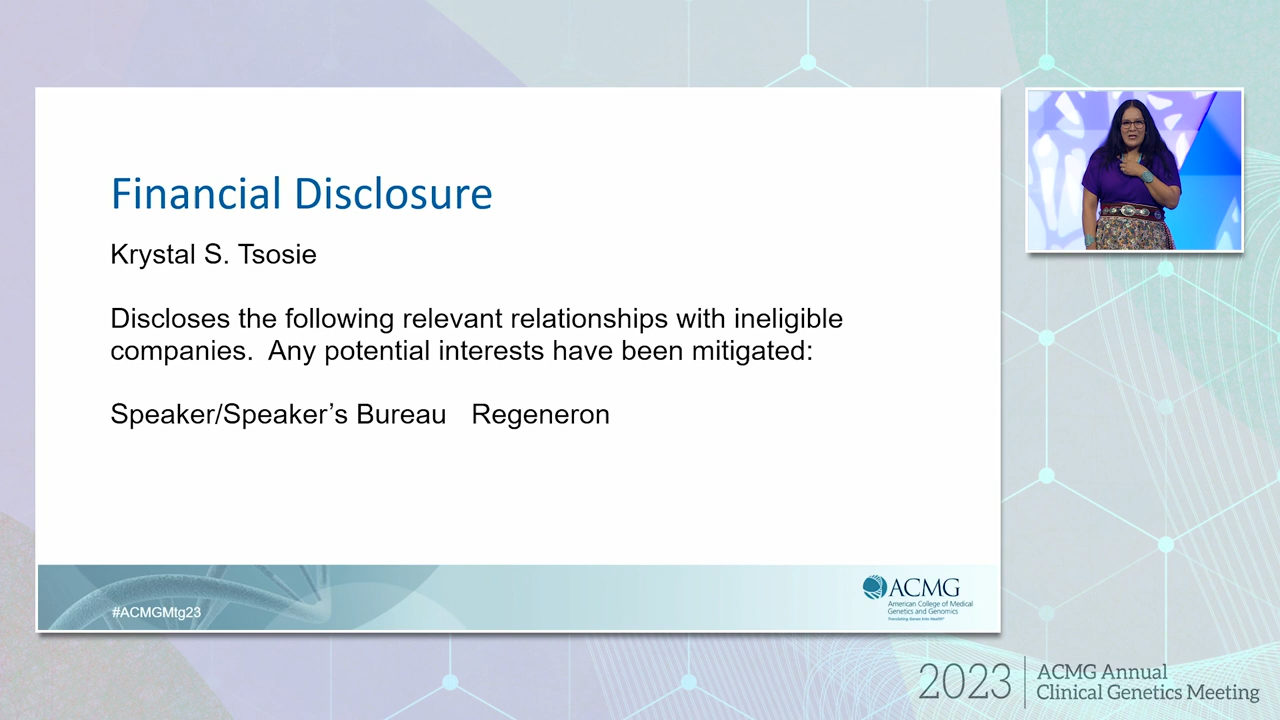 Financial Disclosure
Krystal S. Tsosie
Discloses the following relevant relationships with ineligible
companies.  Any potential interests have been mitigated:
Speaker/Speaker’s Bureau   Regeneron
#ACMGMtg23
ACMG
American College of Medical
Genetics and Genomics
Translating Genes Into Health®
2023
ACMG Annual
Clinical Genetics Meeting